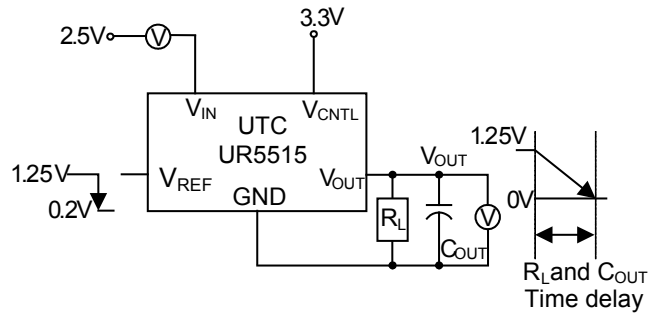 3.3V
2.5V
V
VIN
VCNTL
UTC
UR5515
1.25V
VREF
VOUT
0.2V
GND
VOUT
RL
COUT
V
1.25V
0V
RLand COUT
Time delay